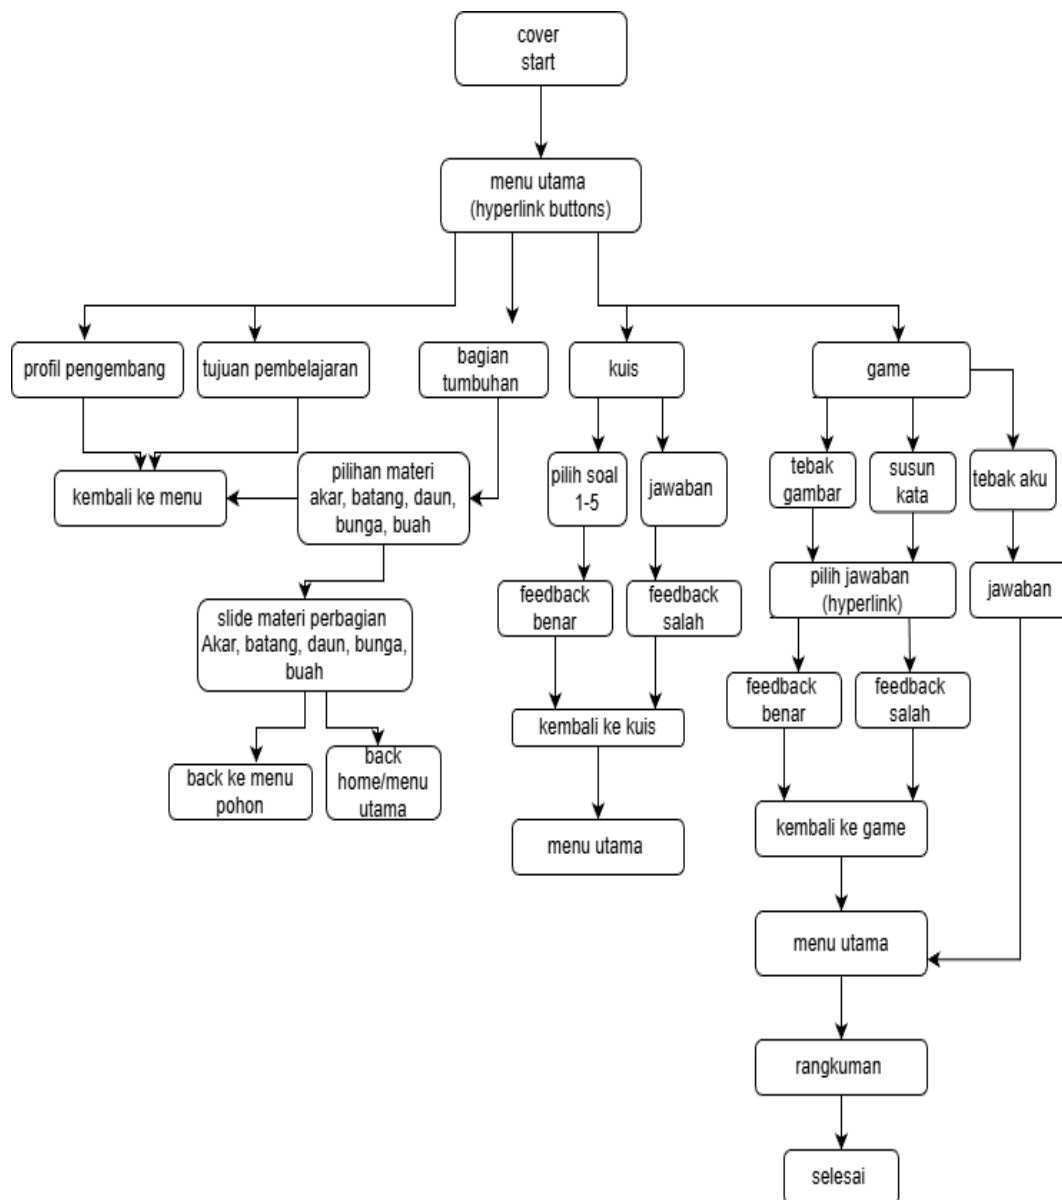 cover
start
menu utama
(hyperlink buttons)
profil pengembang
tujuan pembelajaran
bagian
tumbuhan
kuis
game
kembali ke menu
pilihan materi
akar, batang, daun,
bunga, buah
pilih soal
1-5
jawaban
tebak
gambar
susun
kata
tebak aku
slide materi perbagian
Akar, batang, daun, bunga,
buah
feedback
benar
feedback
salah
pilih jawaban
(hyperlink)
jawaban
feedback
benar
feedback
salah
kembali ke kuis
back ke menu
pohon
back
home/menu
utama
menu utama
kembali ke game
menu utama
rangkuman
selesai